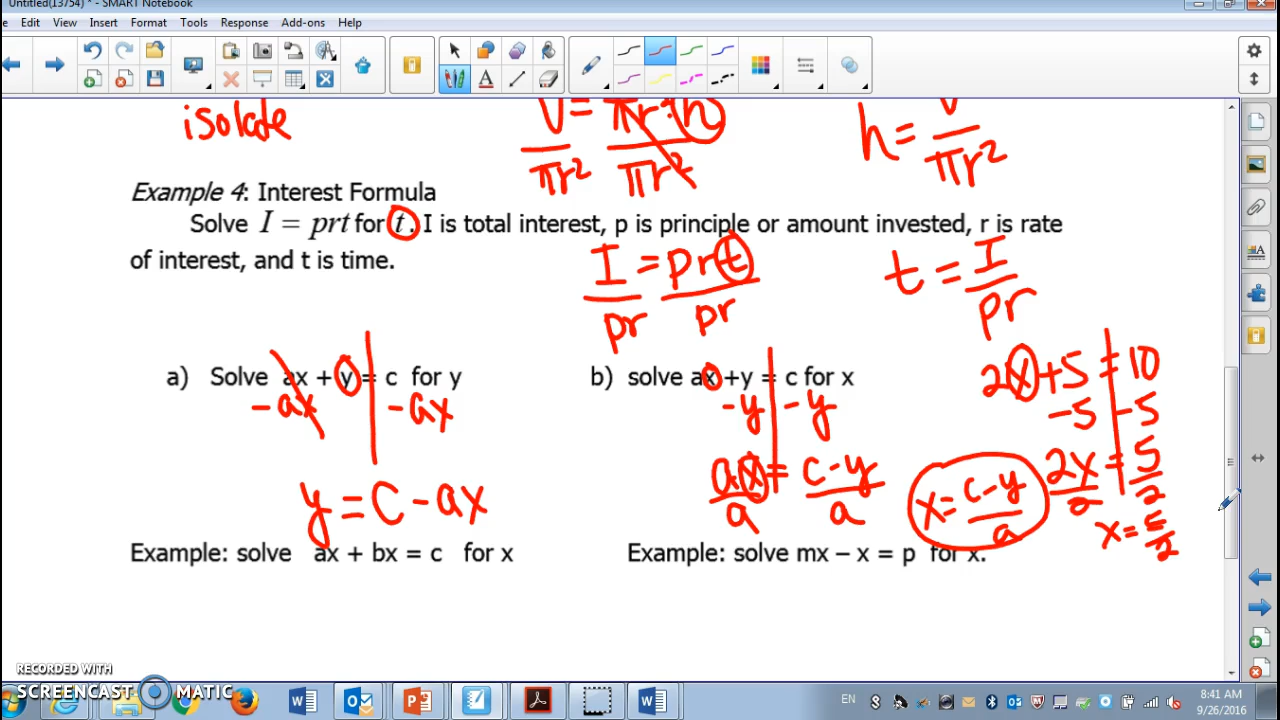 Untitled(13754) * - SMART Notebook
Edit View Insert Format Tools Response Add-ons Help
isolate
V = πr²h
πr² πr²
h = V
πr²
Example 4: Interest Formula
Solve I = prt for t. I is total interest, p is principle or amount invested, r is rate
of interest, and t is time.
I = prt
pr pr
t = I
pr
a) Solve ax + y = c for y
-ax -ax
y = c - ax
b) solve ax +y = c for x
-y -y
ax = c-y
a a
x = c-y
a
2x+5 = 10
-5 -5
2x = 5
2 2
x = 5
2
Example: solve ax + bx = c for x
Example: solve mx – x = p for x.
RECORDED WITH
SCREENCAST MATIC
EN
8:41 AM
9/26/2016